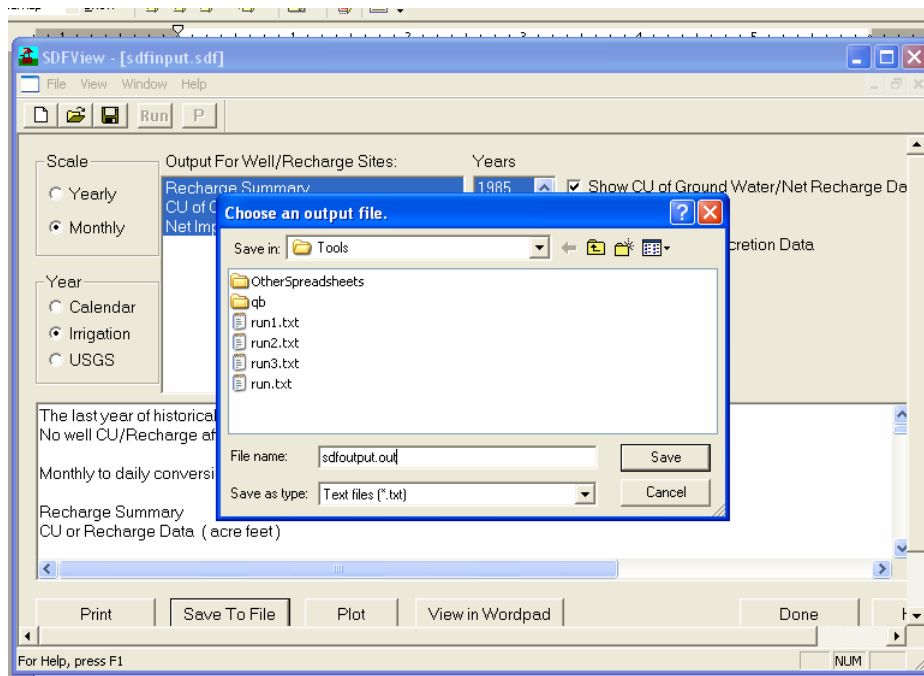 SDFView - [sdfinput.sdf]
File View Window Help
Run P
Scale
Output For Well/Recharge Sites:
Years
Yearly
Monthly
Recharge Summary
CU of G
Net Imp
1985
Show CU of Ground Water/Net Recharge Da
cretion Data
Choose an output file.
Save in: Tools
OtherSpreadsheets
qb
run1.txt
run2.txt
run3.txt
run.txt
File name: sdfoutput.out
Save
Save as type: Text files (*.txt)
Cancel
Year
Calendar
Irrigation
USGS
The last year of historical
No well CU/Recharge aft
Monthly to daily conversi
Recharge Summary
CU or Recharge Data ( acre feet)
Print
Save To File
Plot
View in Wordpad
Done
For Help, press F1
NUM